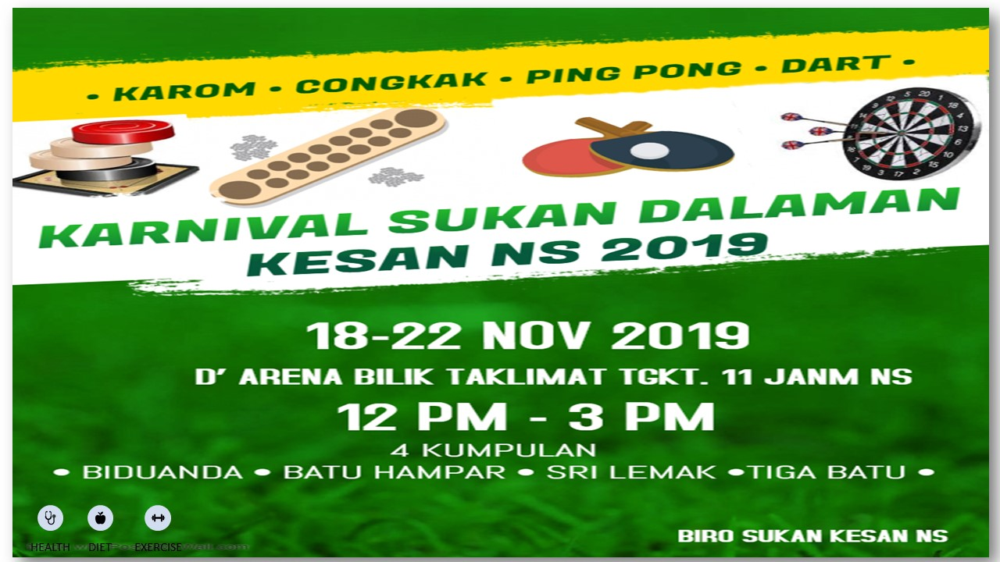 • KAROM • CONGKAK • PING PONG • DART •
KARNIVAL SUKAN DALAMAN
KESAN NS 2019
18-22 NOV 2019
D' ARENA BILIK TAKLIMAT TGKT. 11 JANM NS
12 PM - 3 PM
4 KUMPULAN
• BIDUANDA • BATU HAMPAR • SRI LEMAK •TIGA BATU •
HEALTH DIET EXERCISE
BIRO SUKAN KESAN NS